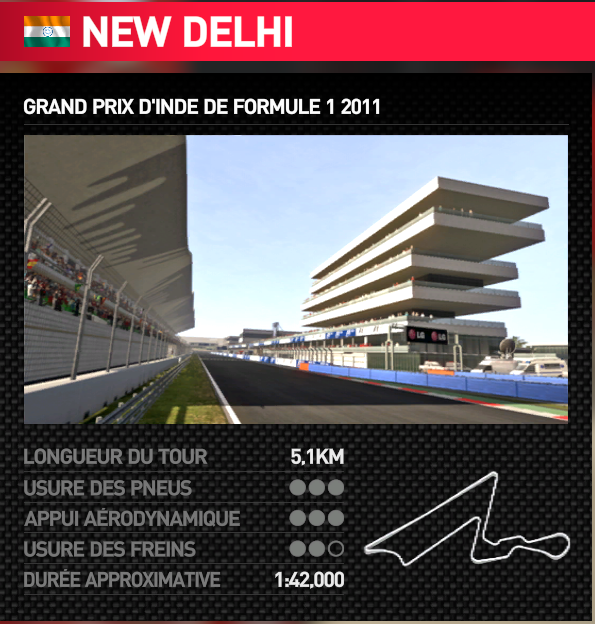 NEW DELHI
GRAND PRIX D'INDE DE FORMULE 1 2011
LG LG
LONGUEUR DU TOUR 5,1KM
USURE DES PNEUS
APPUI AÉRODYNAMIQUE
USURE DES FREINS
DURÉE APPROXIMATIVE 1:42,000